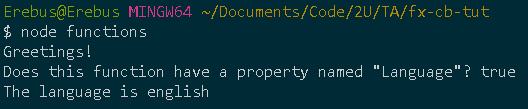 Erebus@Erebus MINGW64 ~/Documents/Code/2U/TA/fx-cb-tut
$ node functions
Greetings!
Does this function have a property named "Language"? true
The language is english